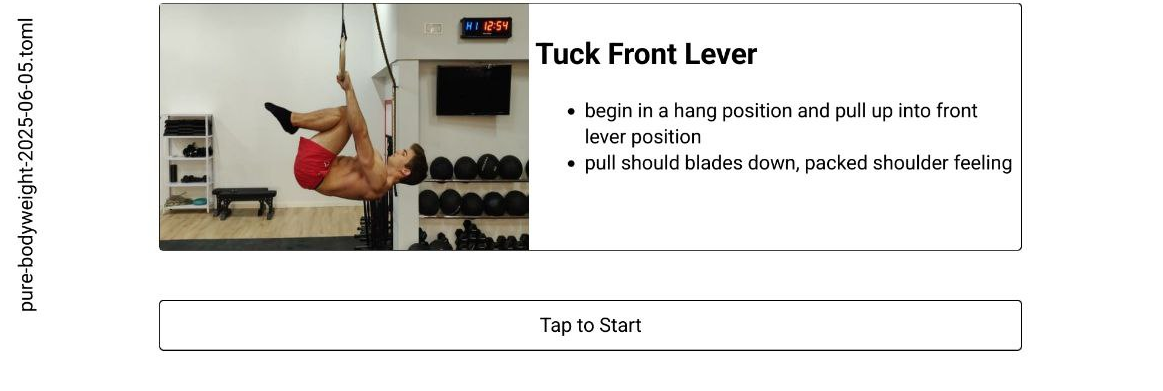 pure-bodyweight-2025-06-05.toml
H1 12:54
Tuck Front Lever
begin in a hang position and pull up into front
lever position
pull should blades down, packed shoulder feeling
Tap to Start